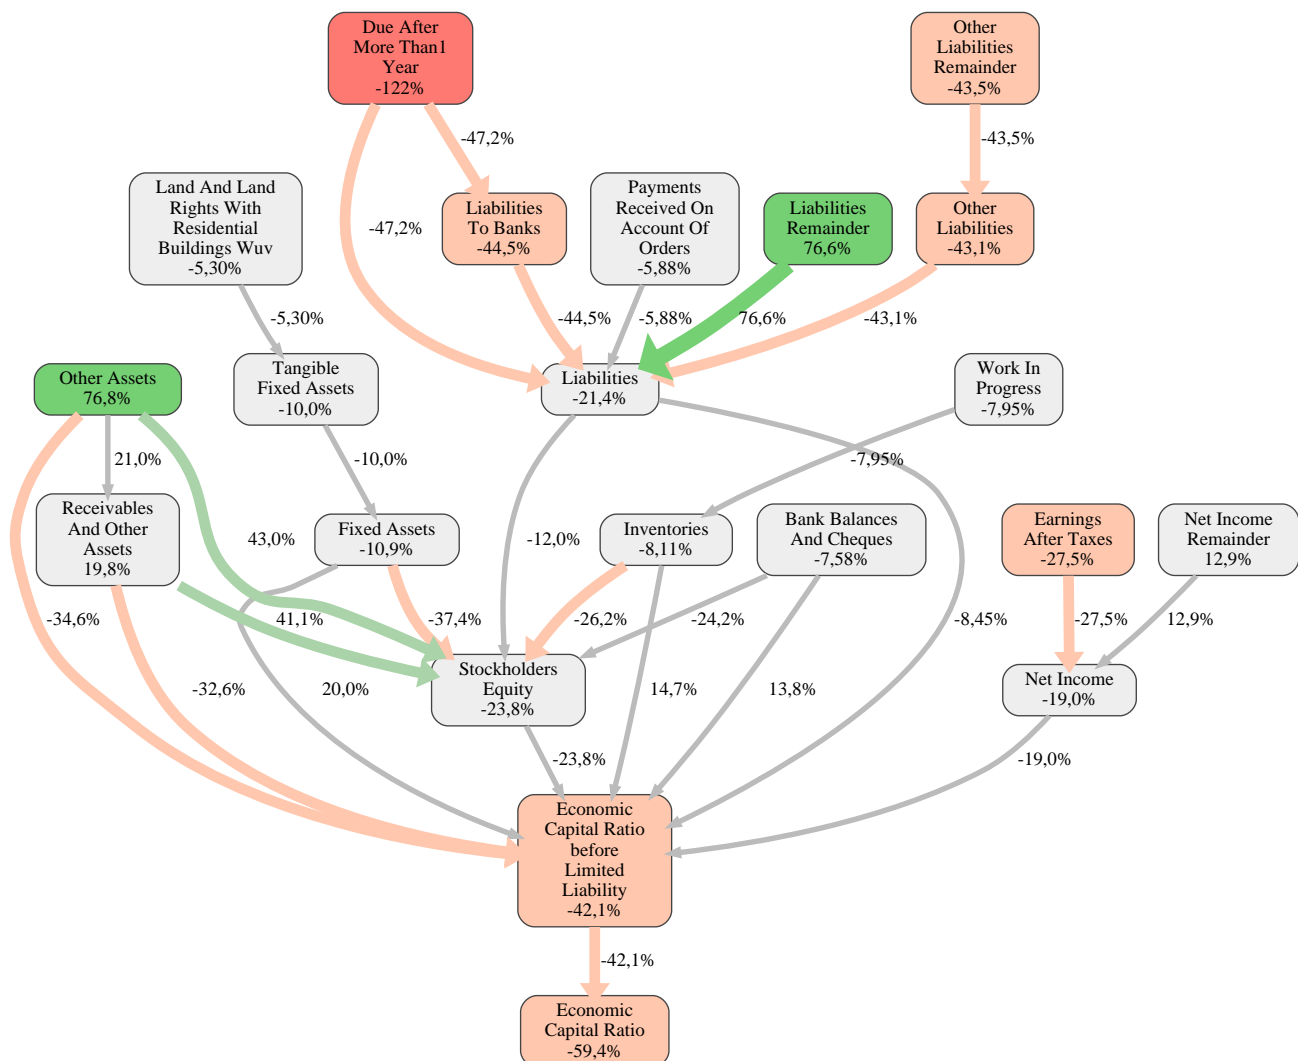 Due After
More Than1
Year
-122%
Other
Liabilities
Remainder
-43,5%
-47,2%
-43,5%
Land And Land
Rights With
Residential
Buildings Wuv
-5,30%
Liabilities
To Banks
-44,5%
Payments
Received On
Account Of
Orders
-5,88%
Liabilities
Remainder
76,6%
Other
Liabilities
-43,1%
-47,2%
-5,30%
-44,5%
-5,88%
76,6%
-43,1%
Other Assets
76,8%
Tangible
Fixed Assets
-10,0%
Liabilities
-21,4%
Work In
Progress
-7,95%
21,0%
-10,0%
-7,95%
Receivables
And Other
Assets
19,8%
43,0%
Fixed Assets
-10,9%
-12,0%
Inventories
-8,11%
Bank Balances
And Cheques
-7,58%
Earnings
After Taxes
-27,5%
Net Income
Remainder
12,9%
-34,6%
41,1%
-37,4%
-26,2%
-24,2%
-8,45%
-27,5%
12,9%
-32,6%
20,0%
Stockholders
Equity
-23,8%
14,7%
13,8%
Net Income
-19,0%
-23,8%
-19,0%
Economic
Capital Ratio
before
Limited
Liability
-42,1%
-42,1%
Economic
Capital Ratio
-59,4%